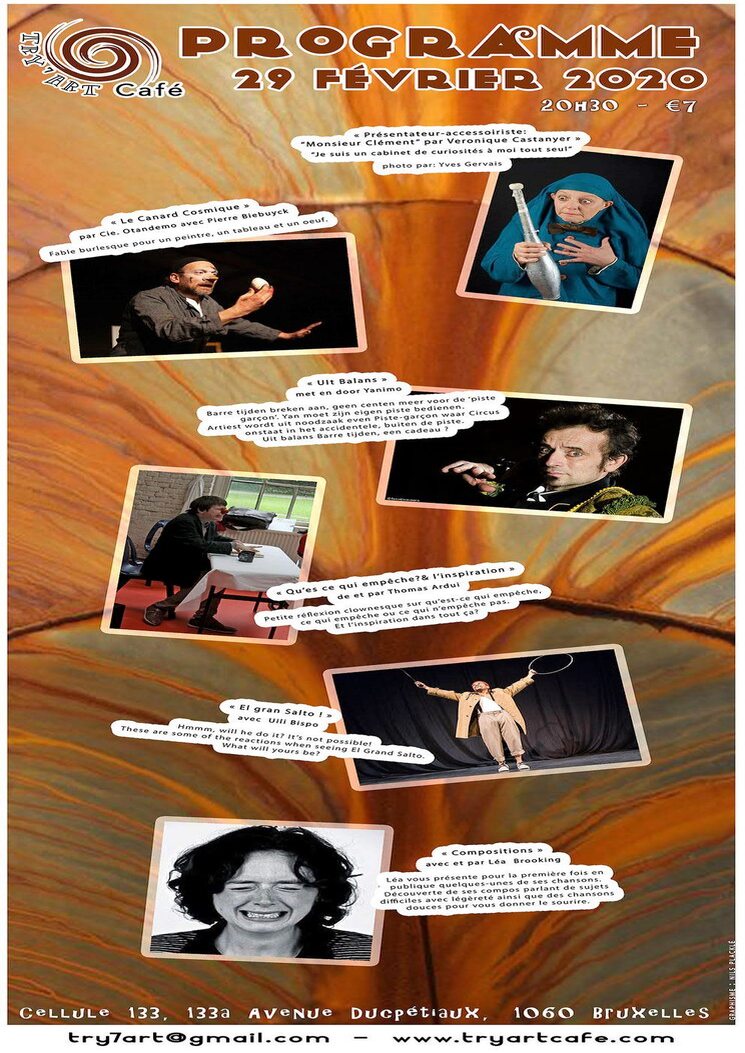 TRY7ART Café
PROGRAMME
29 FÉVRIER 2020
20H30 - €7
« Présentateur-accessoiriste:
"Monsieur Clément" par Veronique Castanyer »
"Je suis un cabinet de curiosités à moi tout seul"
photo par: Yves Gervais
« Le Canard Cosmique »
par Cie. Otandemo avec Pierre Biebuyck
Fable burlesque pour un peintre, un tableau et un oeuf.
« UIt Balans »
met en door Yanimo
Barre tijden breken aan, geen centen meer voor de 'piste
garçon'. Yan moet zijn eigen piste bedienen.
Artiest wordt uit noodzaak even Piste-garçon waar Circus
onstaat in het accidentele, buiten de piste.
Uit balans Barre tijden, een cadeau ?
« Qu'es ce qui empêche?& l'inspiration »
de et par Thomas Ardui
Petite réflexion clownesque sur qu'est-ce qui empêche,
ce qui empêche ou ce qui n'empêche pas.
Et l'inspiration dans tout ça?
« El gran Salto ! »
avec Ulli Bispo
Hmmm, will he do it? It's not possible!
These are some of the reactions when seeing El Grand Salto.
What will yours be?
« Compositions »
avec et par Léa Brooking
Léa vous présente pour la première fois en
publique quelques-unes de ses chansons.
Découverte de ses compos parlant de sujets
difficiles avec légèreté ainsi que des chansons
douces pour vous donner le sourire.
GRAPHISME : NILS PLACKLÉ
Cellule 133, 133a Avenue Ducpétiaux, 1060 Bruxelles
try7art@gmail.com – www.tryartcafe.com